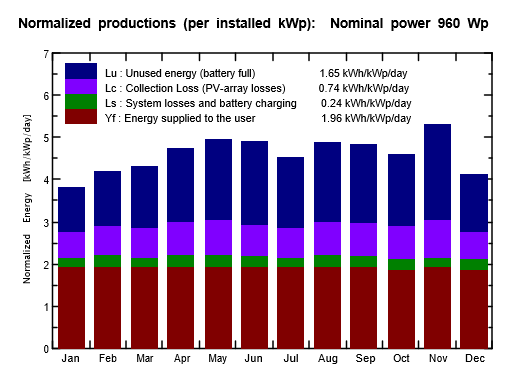 Normalized productions (per installed kWp): Nominal power 960 Wp
7
6
5
4
3
2
1
0
Normalized Energy [kWh/kWp/day]
Lu : Unused energy (battery full) 1.65 kWh/kWp/day
Lc : Collection Loss (PV-array losses) 0.74 kWh/kWp/day
Ls : System losses and battery charging 0.24 kWh/kWp/day
Yf : Energy supplied to the user 1.96 kWh/kWp/day
Jan Feb Mar Apr May Jun Jul Aug Sep Oct Nov Dec